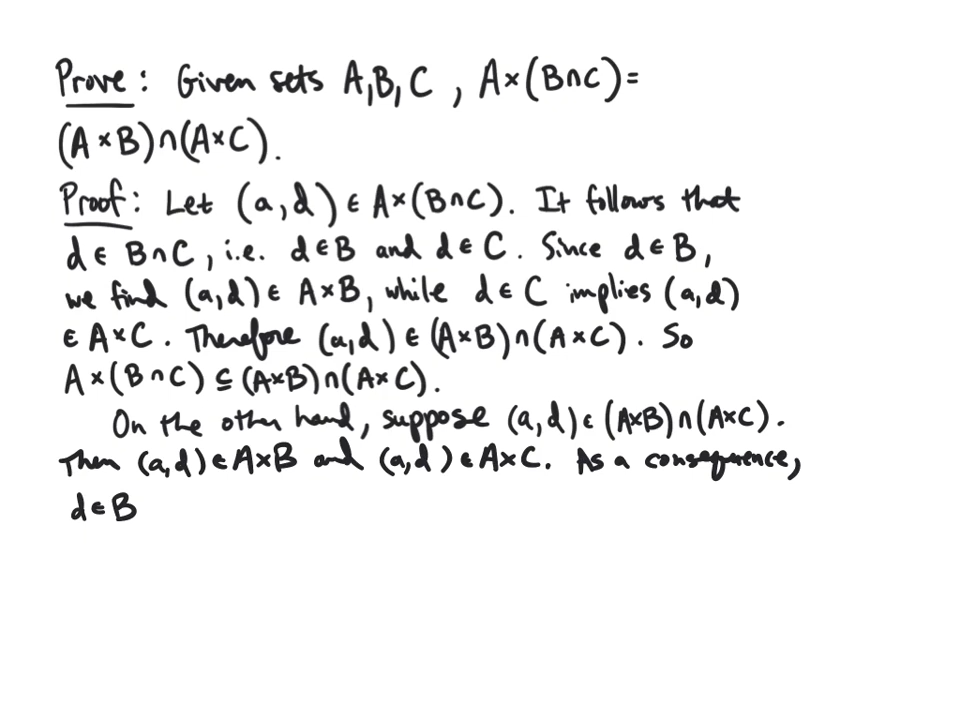 Prove: Given sets A,B,C, A×(B∩C)=
(A×B)∩(A×C).
Proof: Let (a,d) ∈ A×(B∩C). It follows that
d ∈ B∩C, i.e. d∈B and d∈C. Since d∈B,
we find (a,d) ∈ A×B, while d∈C implies (a,d)
∈ A×C. Therefore (a,d) ∈ (A×B)∩(A×C). So
A×(B∩C) ⊆ (A×B)∩(A×C).
On the other hand, suppose (a,d) ∈ (A×B)∩(A×C).
Then (a,d) ∈ A×B and (a,d) ∈ A×C. As a consequence,
d∈B